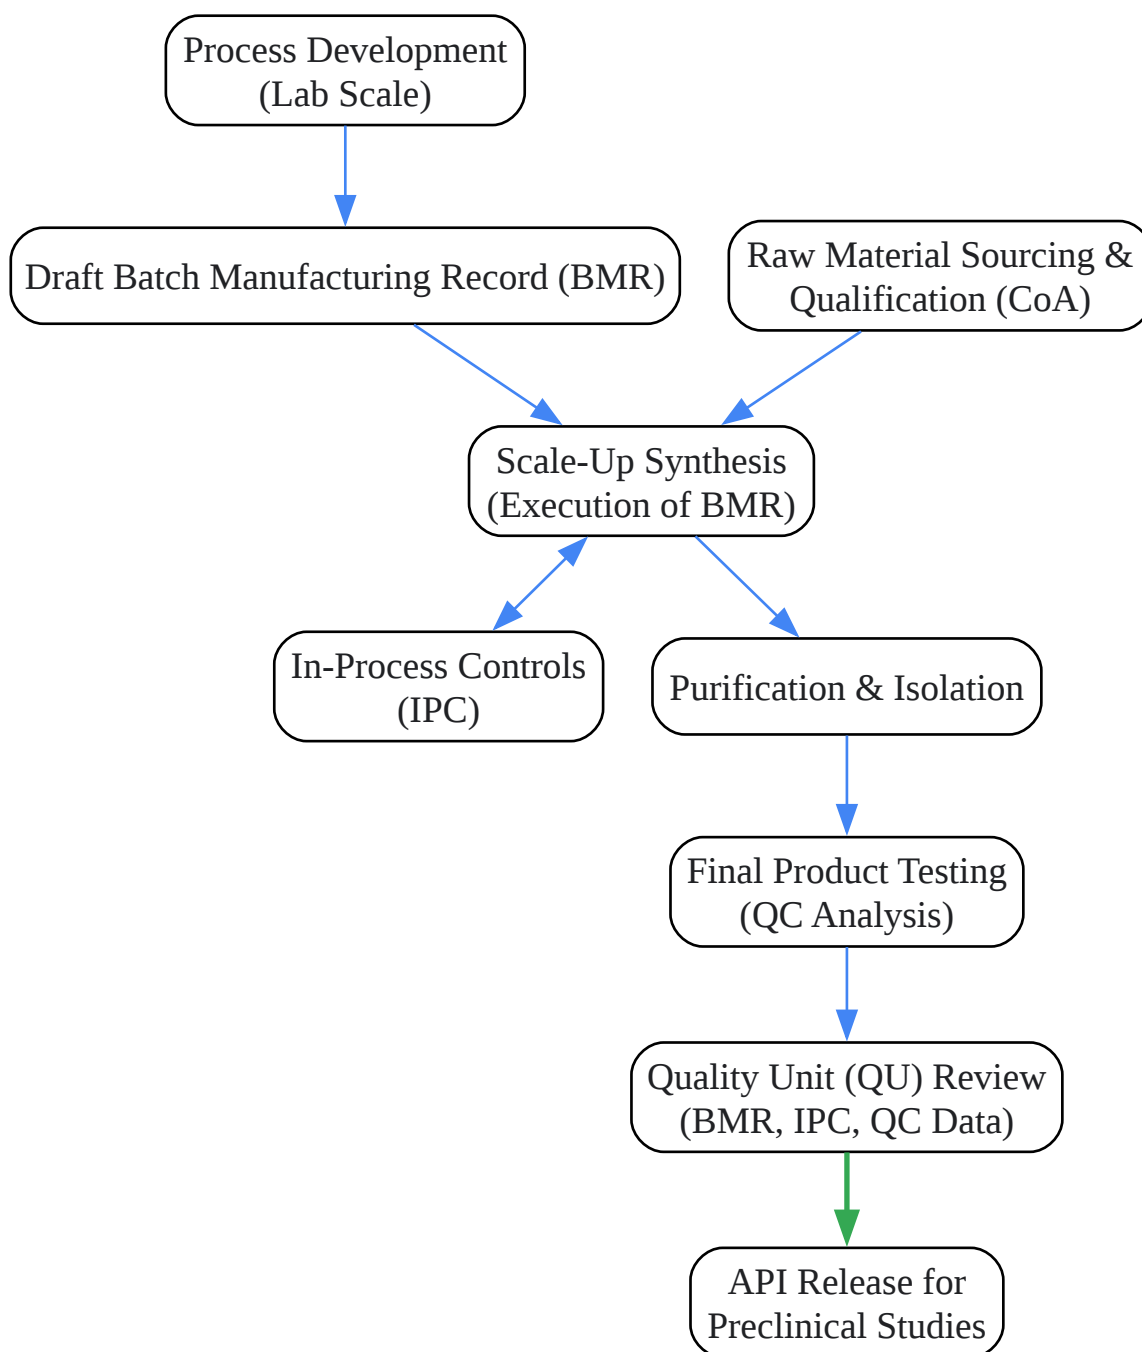 Process Development
(Lab Scale)
Draft Batch Manufacturing Record (BMR)
Raw Material Sourcing &
Qualification (CoA)
Scale-Up Synthesis
(Execution of BMR)
In-Process Controls
(IPC)
Purification & Isolation
Final Product Testing
(QC Analysis)
Quality Unit (QU) Review
(BMR, IPC, QC Data)
API Release for
Preclinical Studies